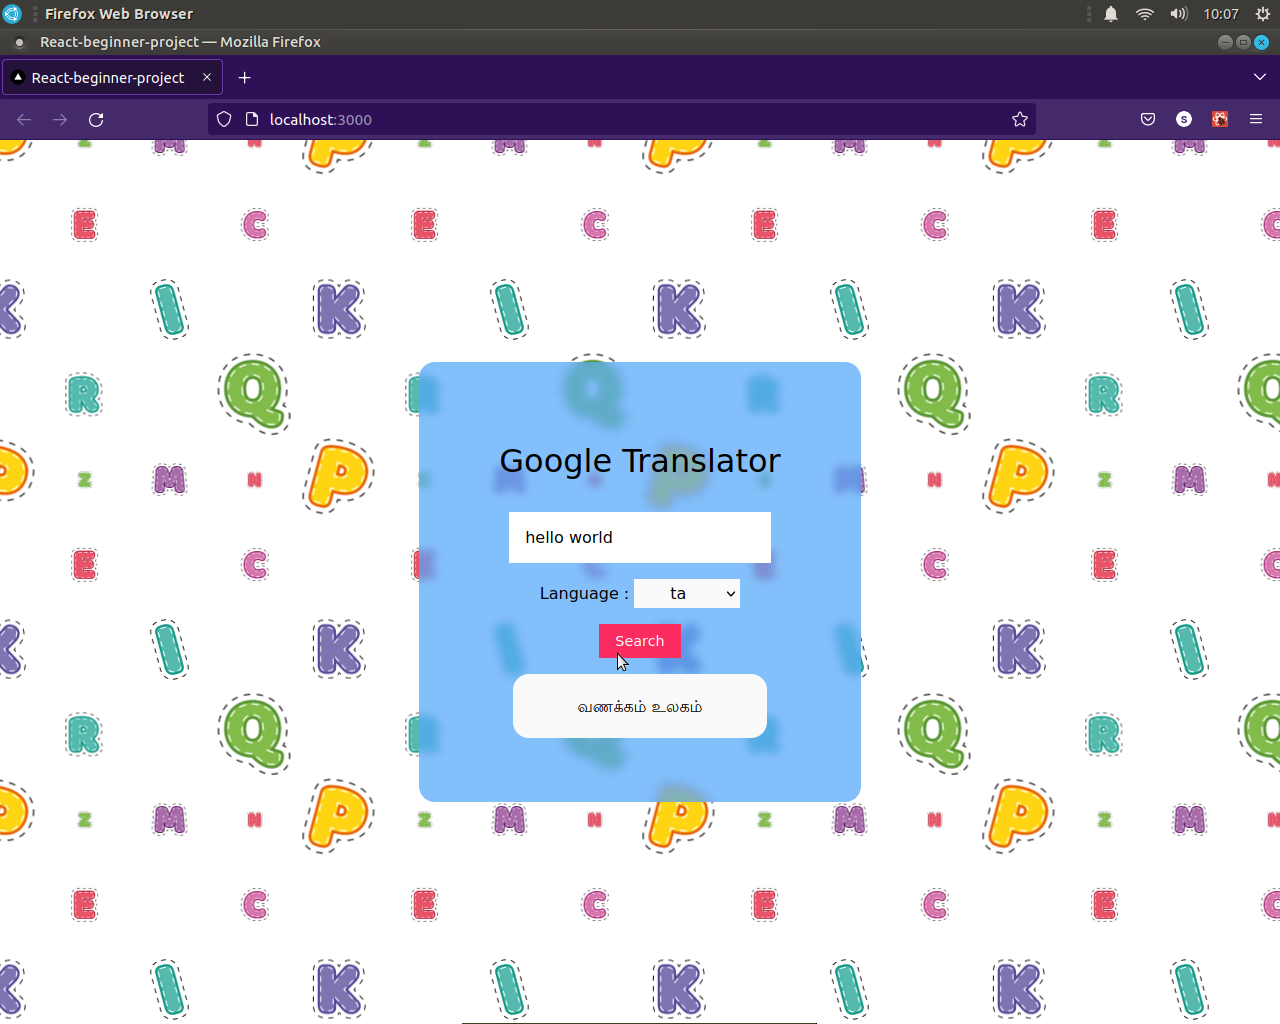 Firefox Web Browser
10:07
React-beginner-project — Mozilla Firefox
React-beginner-project
localhost:3000
S
Z M N P Z M N P Z M N
E C E C E C E C
K I K I K I K I
R Q R Q R Q R Q
Google Translator
P Z M N P Z M N P Z M N P Z M N
hello world
E C E C E C E C
Language : ta
Search
K I K I K I K I
வணக்கம் உலகம்
R Q R Q R Q R Q
P Z M N P Z M N P Z M N P Z M N
E C E C E C E C
K I K I K I K I